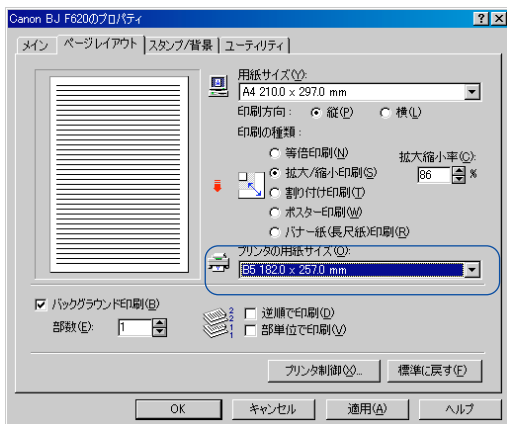 Canon BJ F620のプロパティ
メイン ページレイアウト スタンプ/背景 ユーティリティ
用紙サイズ(Y):
A4 210.0 x 297.0 mm
印刷方向: 縦(P) 横(L)
印刷の種類:
等倍印刷(N)
拡大縮小率(C):
拡大/縮小印刷(S)
86 %
割り付け印刷(T)
ポスター印刷(W)
バナー紙(長尺紙)印刷(R)
プリンタの用紙サイズ(O):
B5 182.0 x 257.0 mm
バックグラウンド印刷(B)
部数(E): 1
2 2 1 1
逆順で印刷(D)
部単位で印刷(V)
プリンタ制御(X)... 標準に戻す(F)
OK キャンセル 適用(A) ヘルプ